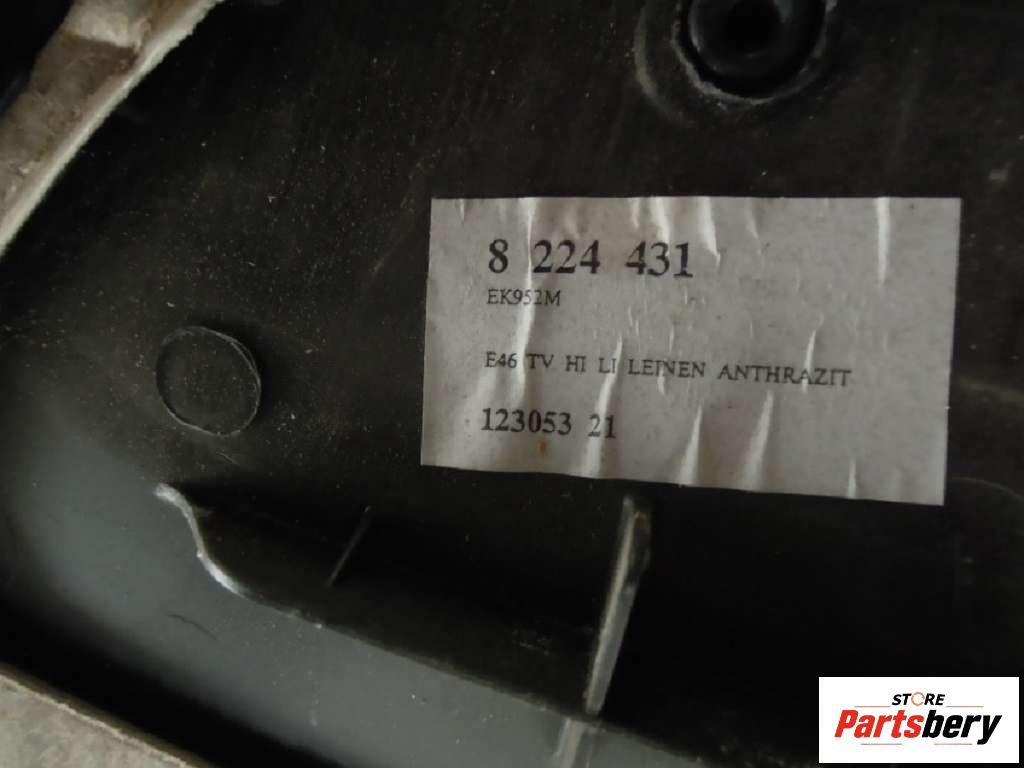 8 224 431
EK952M
E46 TV HI LI LEINEN ANTHRAZIT
123053 21
STORE
Partsbery